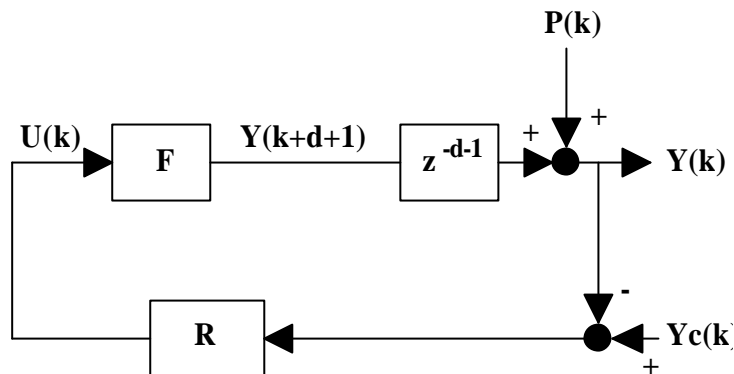 P(k)
U(k)
F
Y(k+d+1)
z -d-1
+
+
Y(k)
R
-
+
Yc(k)